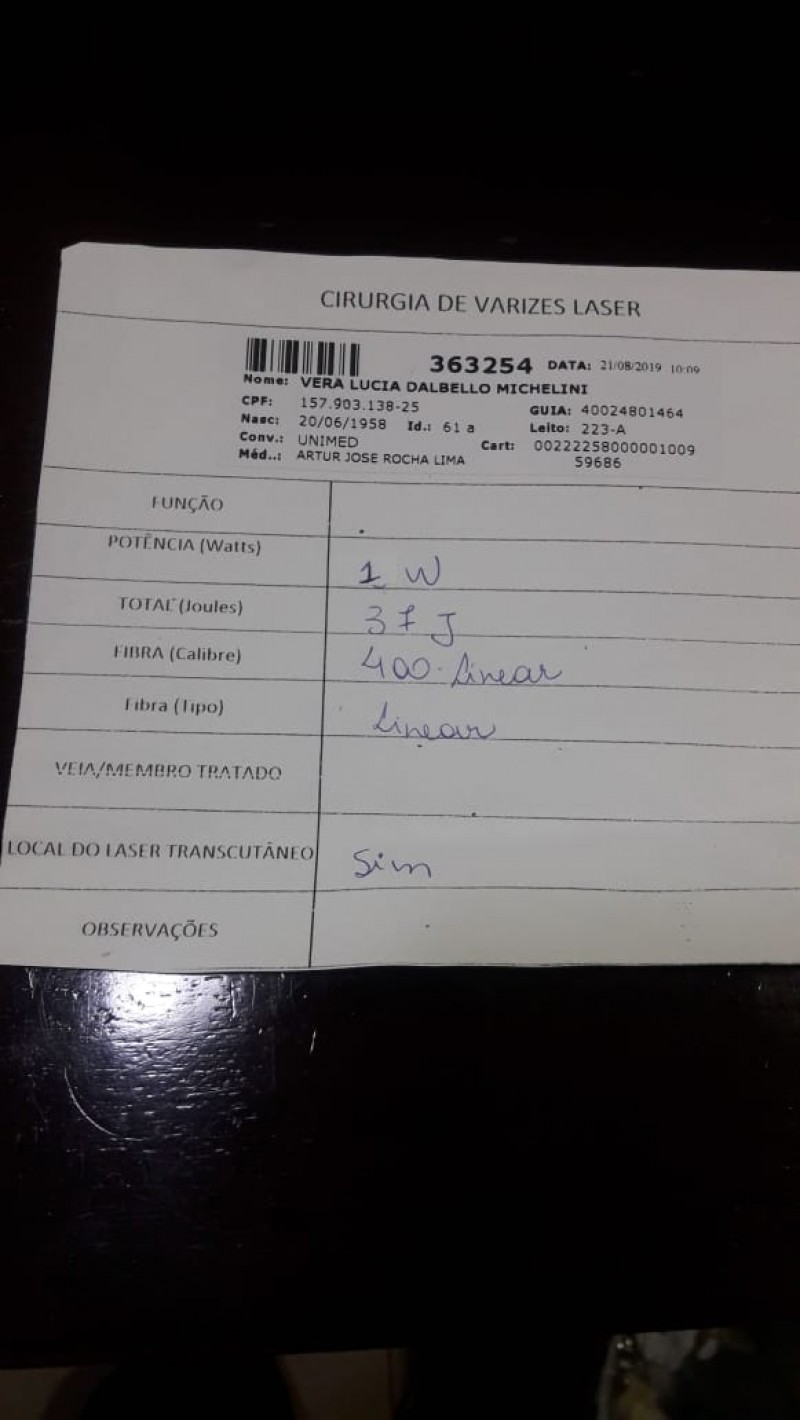 CIRURGIA DE VARIZES LASER
363254 DATA: 21/08/2019 10:09
Nome: VERA LUCIA DALBELLO MICHELINI
CPF: 157.903.138-25 GUIA: 40024801464
Nasc: 20/06/1958 Id.: 61 a Leito: 223-A
Conv.: UNIMED Cart: 00222258000001009
Méd..: ARTUR JOSE ROCHA LIMA 59686
FUNÇÃO
POTÊNCIA (Watts) 1 W
TOTAL (Joules) 37 J
FIBRA (Calibre) 400. Linear
Fibra (Tipo) Linear
VEIA/MEMBRO TRATADO
LOCAL DO LASER TRANSCUTÂNEO Sim
OBSERVAÇÕES